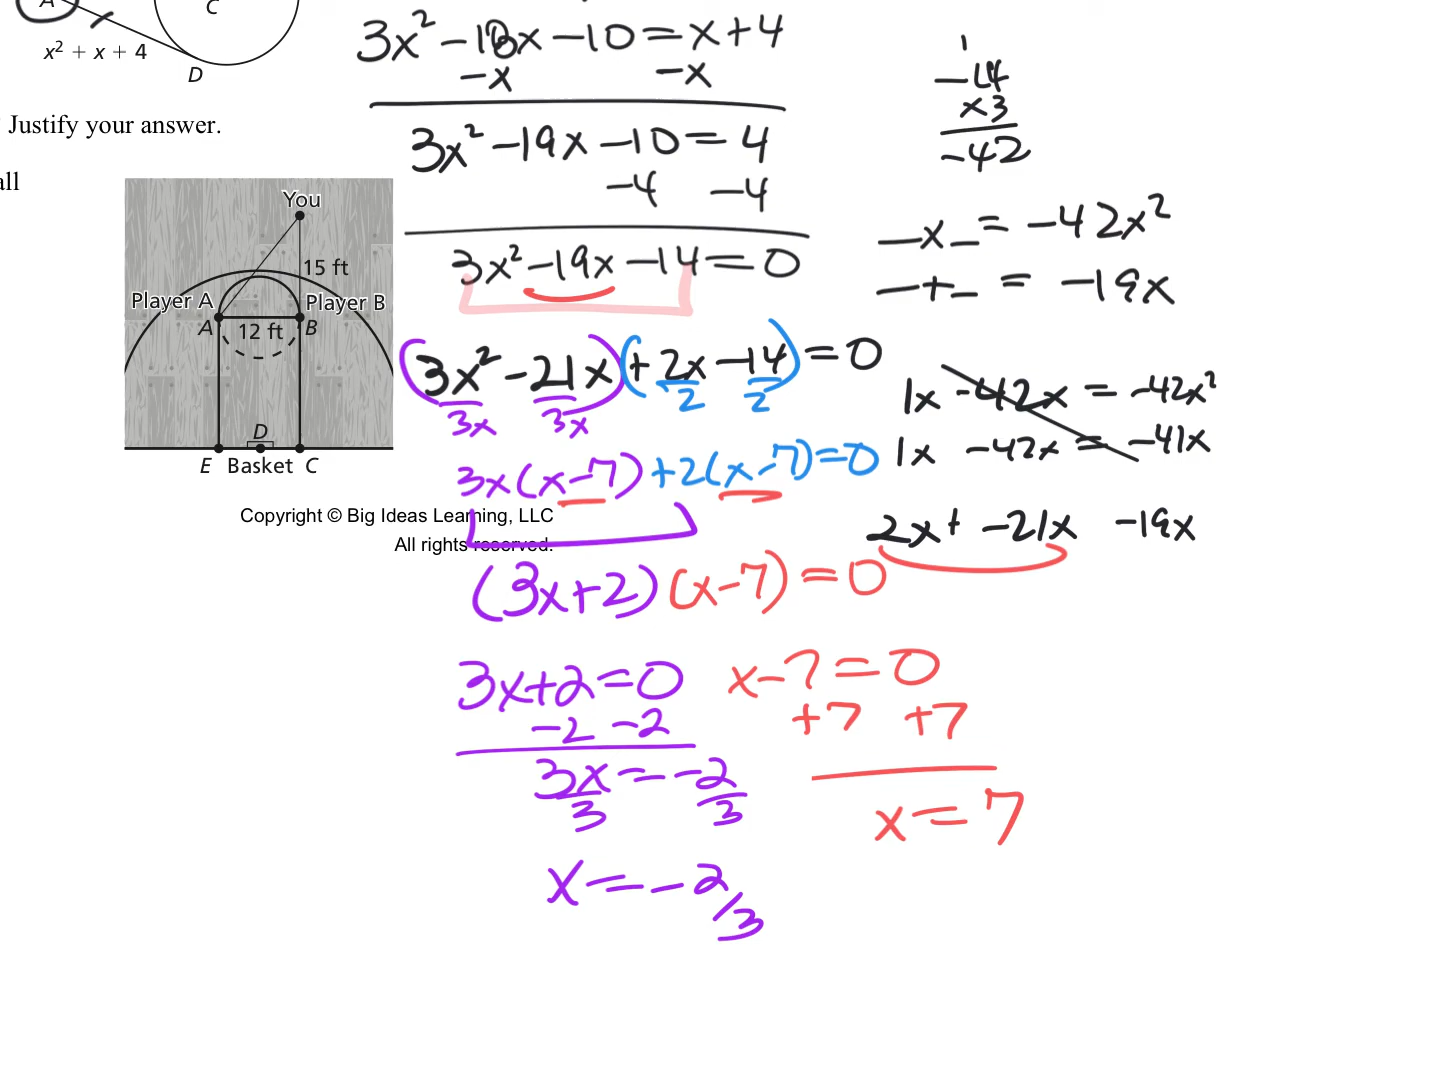 A
C
x² + x + 4
D
Justify your answer.
all
You
15 ft
Player A
Player B
A
12 ft
B
D
E
Basket
C
Copyright © Big Ideas Learning, LLC
All rights reserved.
3x² - 18x - 10 = x + 4
-x -x
3x² - 19x - 10 = 4
-4 -4
3x² - 19x - 14 = 0
(3x² - 21x)(+ 2x - 14) = 0
3x 3x 2 2
3x(x - 7) + 2(x - 7) = 0
(3x + 2)(x - 7) = 0
3x + 2 = 0
-2 -2
3x = -2
3 3
x = -2/3
x - 7 = 0
+7 +7
x = 7
1
-14
x3
-42
_ x _ = -42x²
_ + _ = -19x
1x -42x = -42x²
1x -42x = -41x
2x + -21x -19x